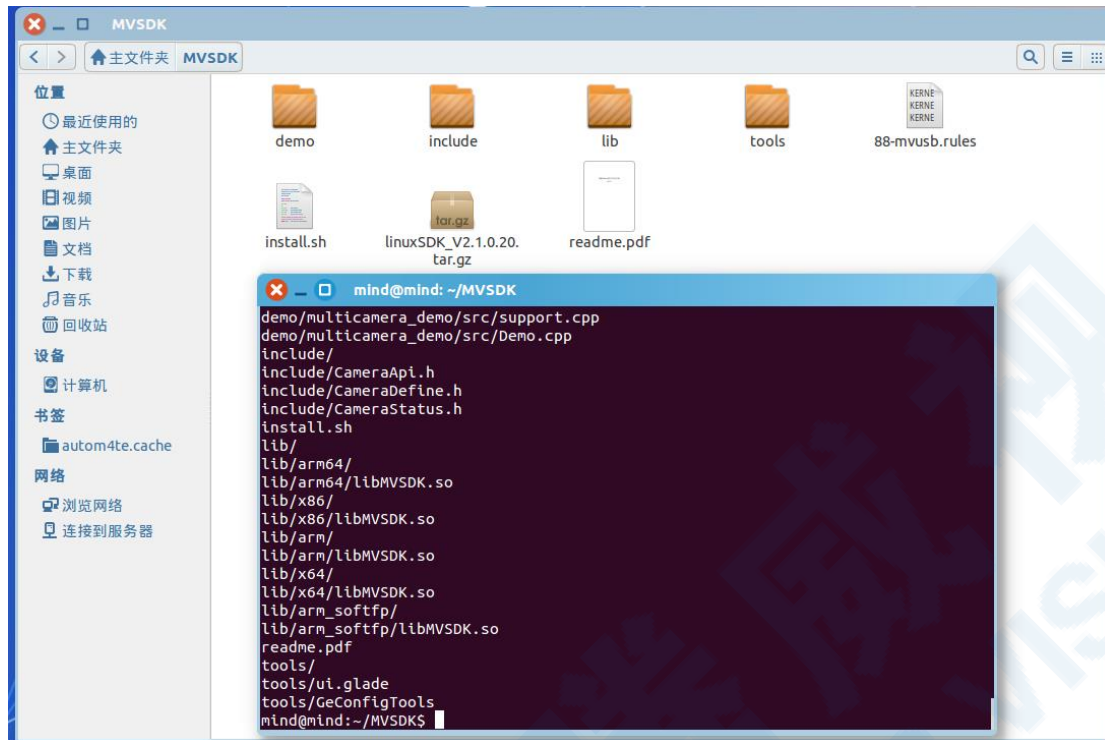 MVSDK
主文件夹 MVSDK
位置
最近使用的
主文件夹
桌面
视频
图片
文档
下载
音乐
回收站
设备
计算机
书签
autom4te.cache
网络
浏览网络
连接到服务器
demo
include
lib
tools
KERNE
KERNE
KERNE
88-mvusb.rules
install.sh
tar.gz
linuxSDK_V2.1.0.20.
tar.gz
readme.pdf
mind@mind: ~/MVSDK
demo/multicamera_demo/src/support.cpp
demo/multicamera_demo/src/Demo.cpp
include/
include/CameraApi.h
include/CameraDefine.h
include/CameraStatus.h
install.sh
lib/
lib/arm64/
lib/arm64/libMVSDK.so
lib/x86/
lib/x86/libMVSDK.so
lib/arm/
lib/arm/libMVSDK.so
lib/x64/
lib/x64/libMVSDK.so
lib/arm_softfp/
lib/arm_softfp/libMVSDK.so
readme.pdf
tools/
tools/ui.glade
tools/GeConfigTools
mind@mind:~/MVSDK$